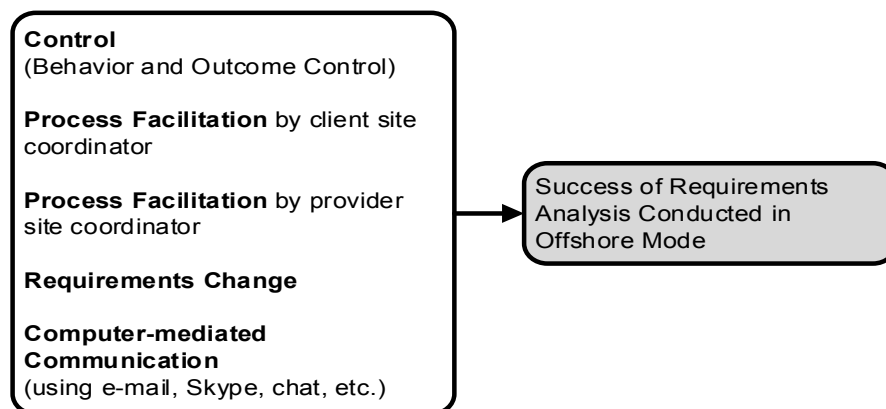 Control
(Behavior and Outcome Control)
Process Facilitation by client site
coordinator
Process Facilitation by provider
site coordinator
Requirements Change
Computer-mediated
Communication
(using e-mail, Skype, chat, etc.)
Success of Requirements
Analysis Conducted in
Offshore Mode